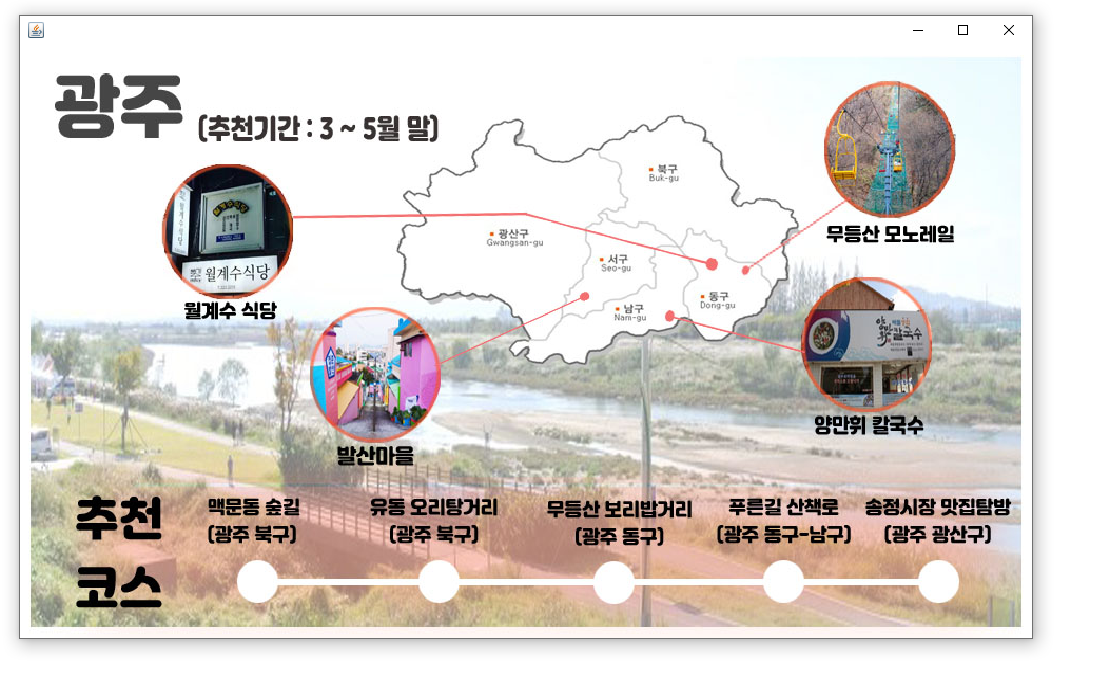 광주
(추천기간 : 3 ~ 5월 말)
북구
Buk-gu
광산구
Gwangsan-gu
서구
Seo-gu
동구
Dong-gu
남구
Nam-gu
무등산 모노레일
월계수식당
월계수 식당
칼국수
양만휘 칼국수
발산마을
추천
코스
맥문동 숲길
(광주 북구)
유동 오리탕거리
(광주 북구)
무등산 보리밥거리
(광주 동구)
푸른길 산책로
(광주 동구-남구)
송정시장 맛집탐방
(광주 광산구)